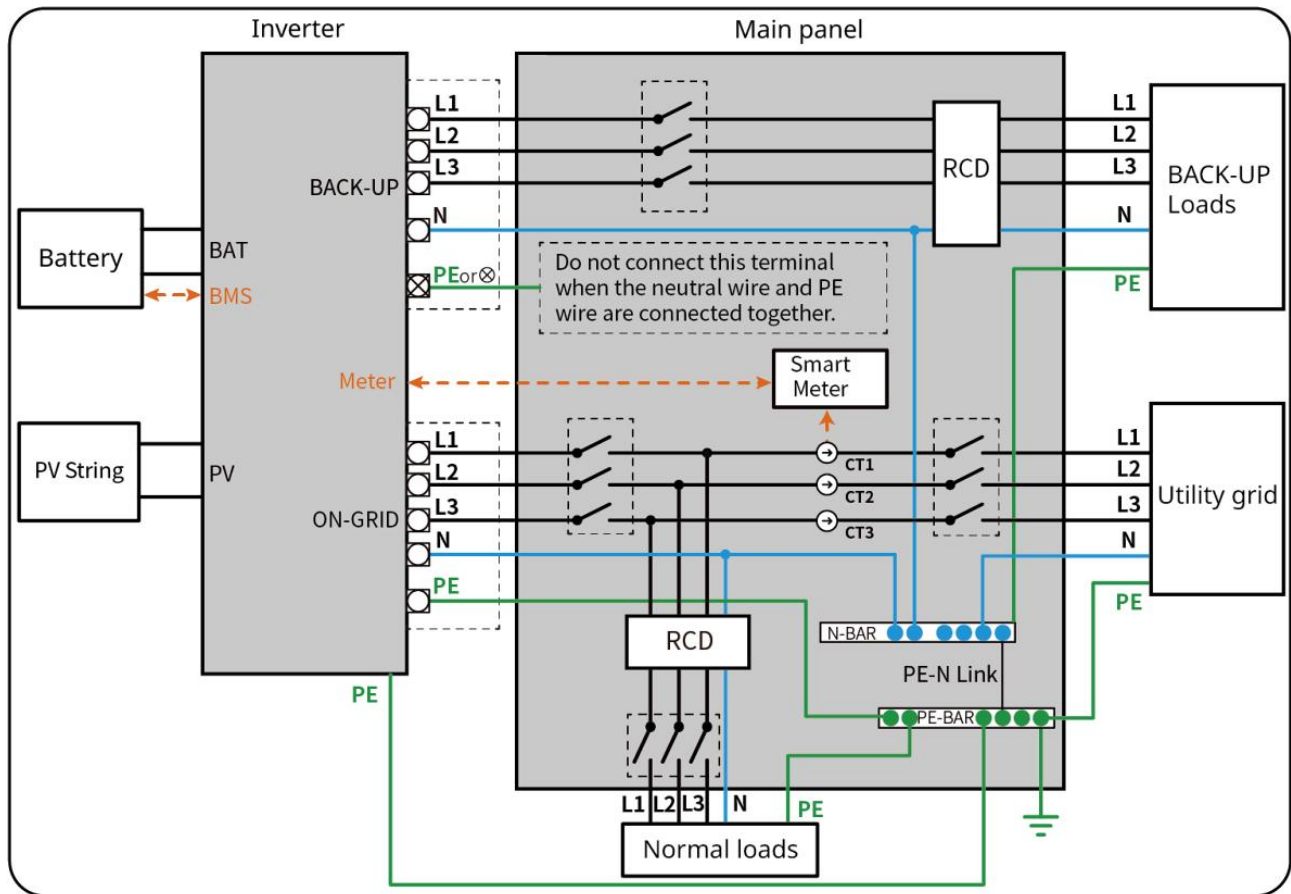 Inverter
Main panel
L1
L2
L3
N
PEor⊗
BACK-UP
RCD
L1
L2
L3
N
PE
BACK-UP
Loads
Battery
BAT
BMS
Do not connect this terminal
when the neutral wire and PE
wire are connected together.
Meter
Smart
Meter
PV String
PV
ON-GRID
L1
L2
L3
N
PE
CT1
CT2
CT3
L1
L2
L3
N
PE
Utility grid
RCD
N-BAR
PE-N Link
PE-BAR
PE
L1
L2
L3
N
PE
Normal loads